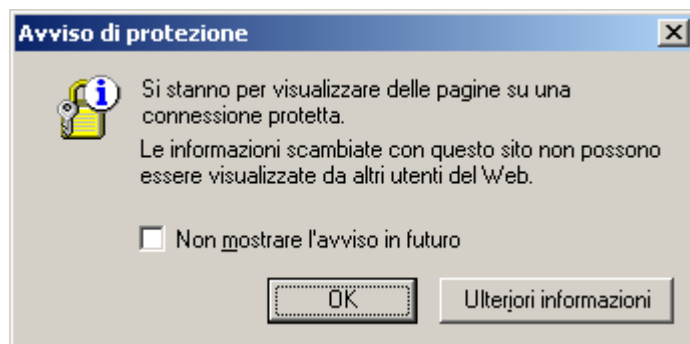 Avviso di protezione
Si stanno per visualizzare delle pagine su una
connessione protetta.
Le informazioni scambiate con questo sito non possono
essere visualizzate da altri utenti del Web.
Non mostrare l'avviso in futuro
OK
Ulteriori informazioni